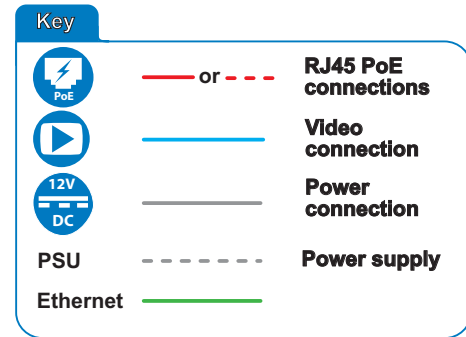 Key
PoE
or
RJ45 PoE
connections
Video
connection
12V
DC
Power
connection
PSU
Power supply
Ethernet